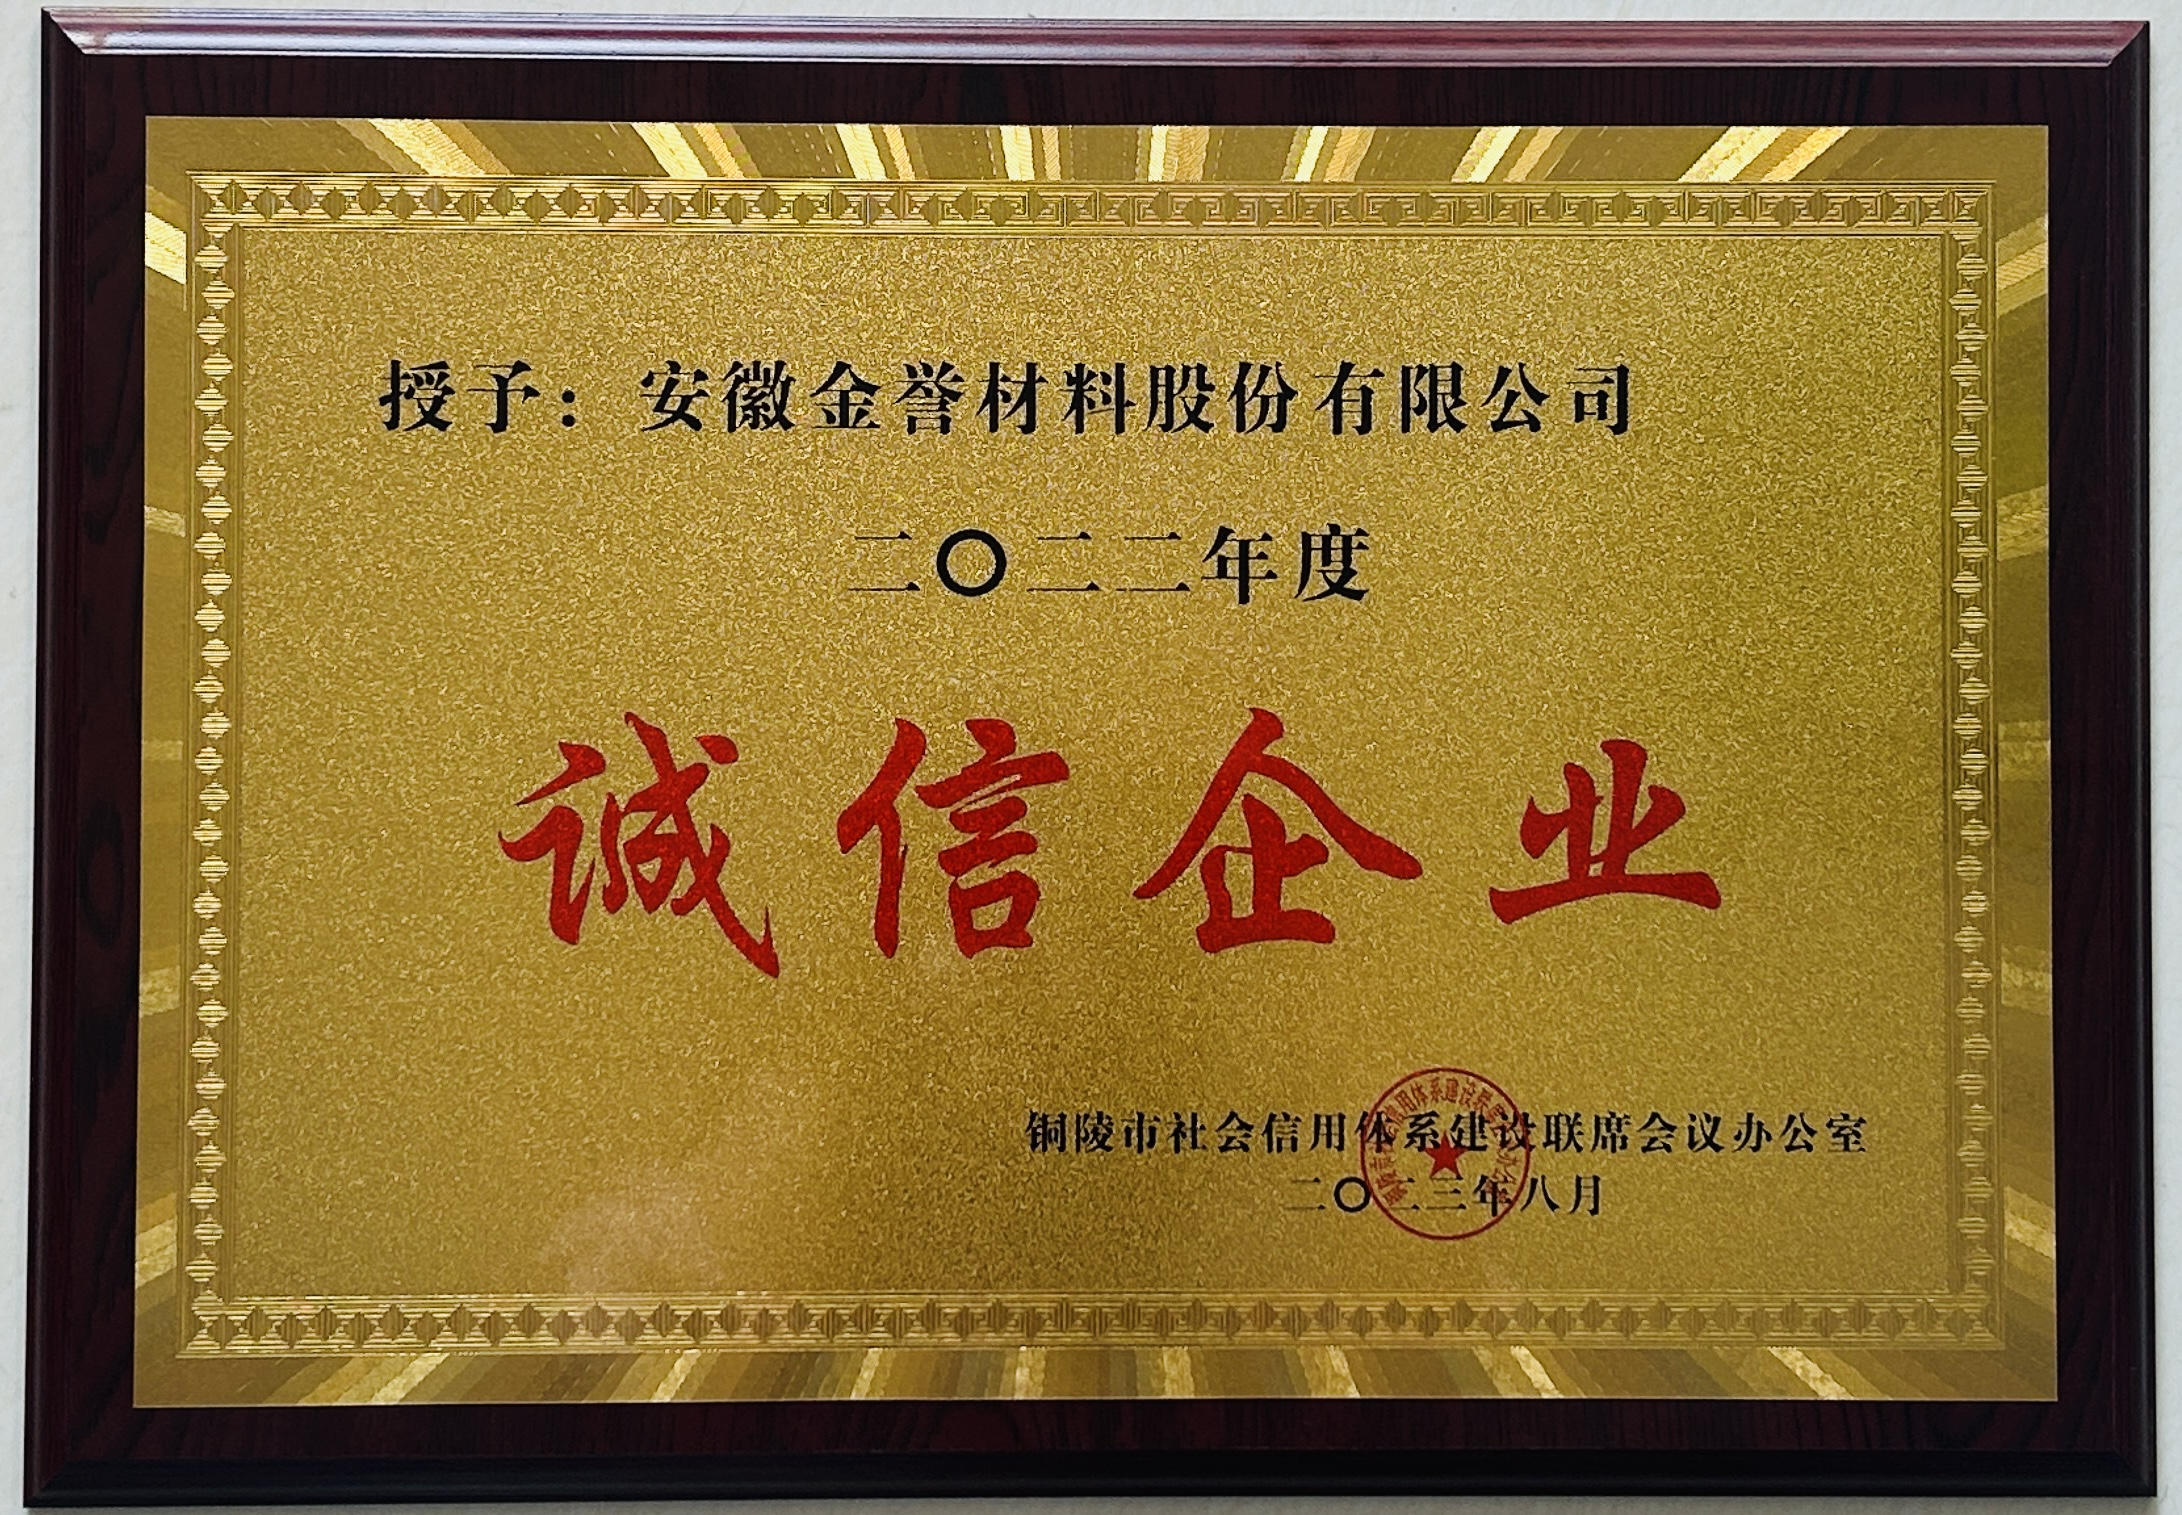 授予：安徽金誉材料股份有限公司
二〇二二年度
诚信企业
铜陵市社会信用体系建设联席会议办公室
二〇二三年八月